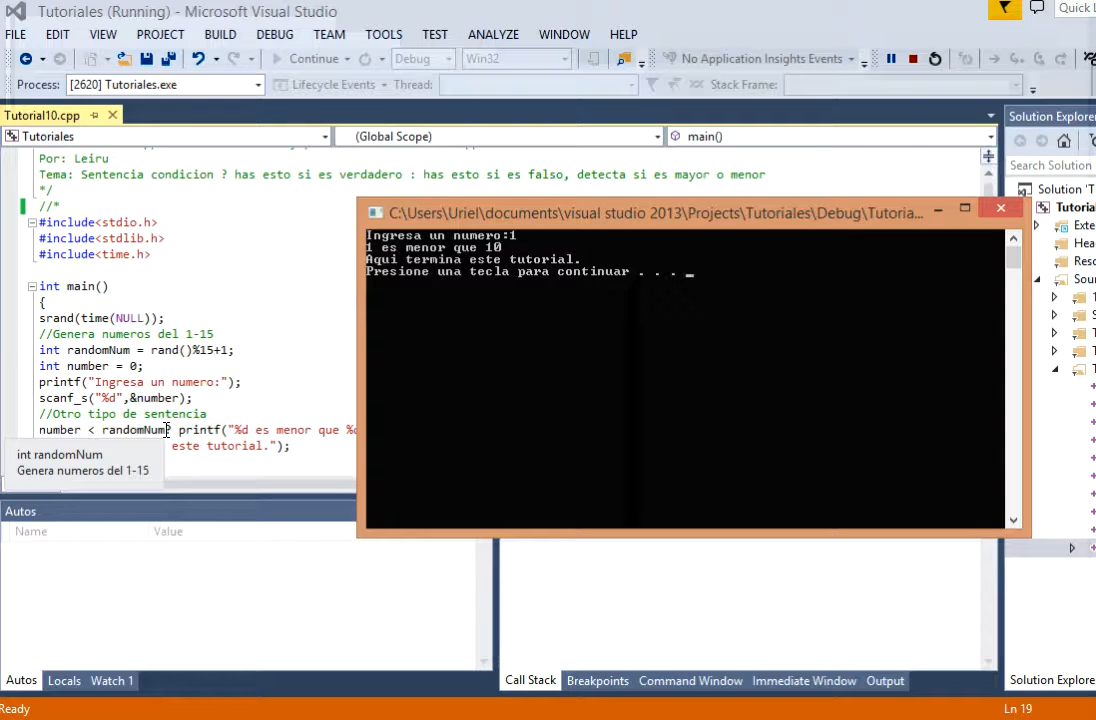 Tutoriales (Running) - Microsoft Visual Studio
Quick L
FILE EDIT VIEW PROJECT BUILD DEBUG TEAM TOOLS TEST ANALYZE WINDOW HELP
Continue Debug Win32 No Application Insights Events
Process: [2620] Tutoriales.exe Lifecycle Events Thread: Stack Frame:
Tutorial10.cpp
Tutoriales (Global Scope) main()
Por: Leiru
Tema: Sentencia condicion ? has esto si es verdadero : has esto si es falso, detecta si es mayor o menor
*/
//*
#include<stdio.h>
#include<stdlib.h>
#include<time.h>
int main()
{
srand(time(NULL));
//Genera numeros del 1-15
int randomNum = rand()%15+1;
int number = 0;
printf("Ingresa un numero:");
scanf_s("%d",&number);
//Otro tipo de sentencia
number < randomNum? printf("%d es menor que %d
este tutorial.");
int randomNum
Genera numeros del 1-15
C:\Users\Uriel\documents\visual studio 2013\Projects\Tutoriales\Debug\Tutoria...
Ingresa un numero:1
1 es menor que 10
Aqui termina este tutorial.
Presione una tecla para continuar . . . _
Solution Explorer
Search Solution
Solution 'T
Tutorial
Exte
Hea
Reso
Sour
1
S
T
T
T
Autos
Name Value
Autos Locals Watch 1
Call Stack Breakpoints Command Window Immediate Window Output
Solution Explore
Ready
Ln 19